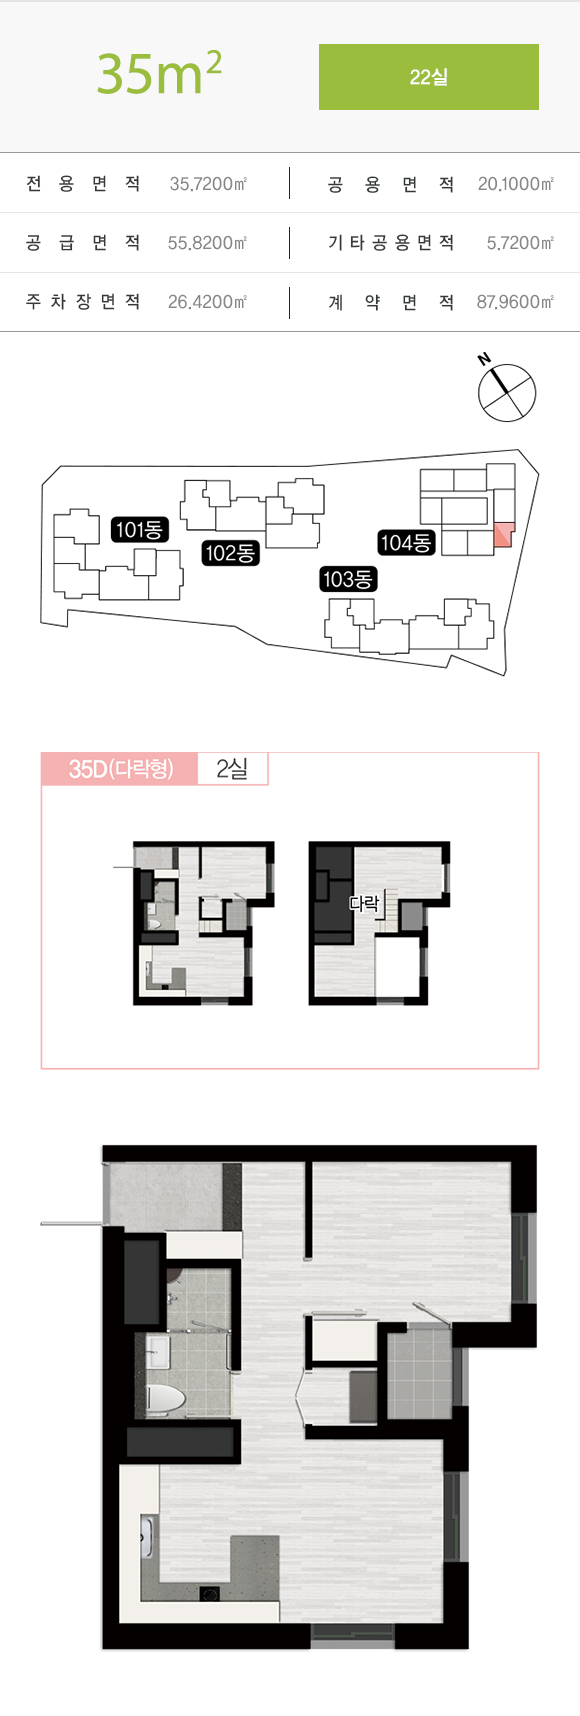 35m²
22실
전용면적 35.7200㎡
공용면적 20.1000㎡
공급면적 55.8200㎡
기타공용면적 5.7200㎡
주차장면적 26.4200㎡
계약면적 87.9600㎡
N
101동
102동
104동
103동
35D(다락형) 2실
다락